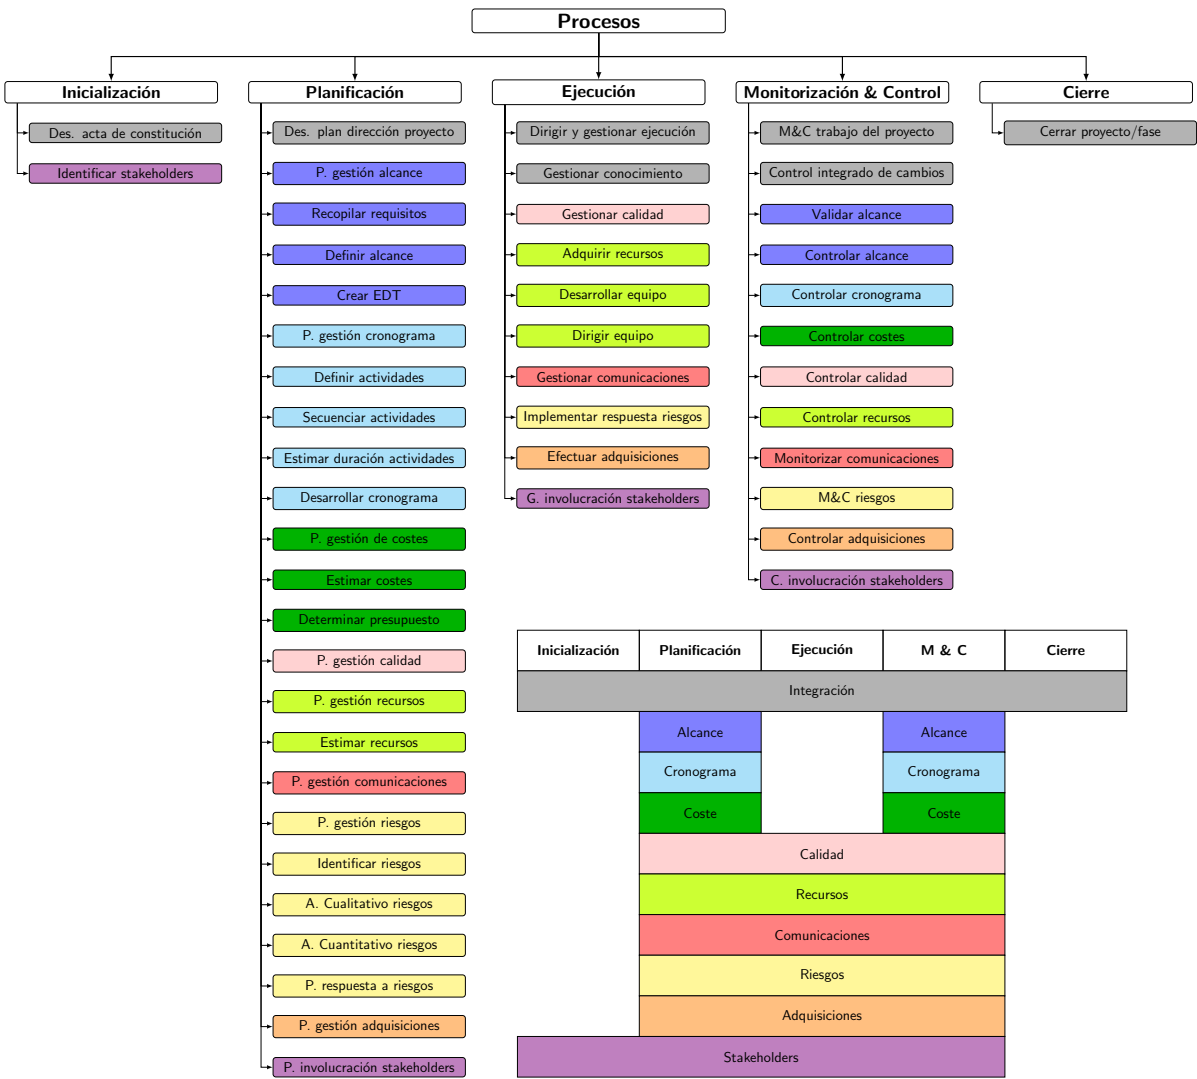 Procesos
Inicialización
Des. acta de constitución
Identificar stakeholders
Planificación
Des. plan dirección proyecto
P. gestión alcance
Recopilar requisitos
Definir alcance
Crear EDT
P. gestión cronograma
Definir actividades
Secuenciar actividades
Estimar duración actividades
Desarrollar cronograma
P. gestión de costes
Estimar costes
Determinar presupuesto
P. gestión calidad
P. gestión recursos
Estimar recursos
P. gestión comunicaciones
P. gestión riesgos
Identificar riesgos
A. Cualitativo riesgos
A. Cuantitativo riesgos
P. respuesta a riesgos
P. gestión adquisiciones
P. involucración stakeholders
Ejecución
Dirigir y gestionar ejecución
Gestionar conocimiento
Gestionar calidad
Adquirir recursos
Desarrollar equipo
Dirigir equipo
Gestionar comunicaciones
Implementar respuesta riesgos
Efectuar adquisiciones
G. involucración stakeholders
Monitorización & Control
M&C trabajo del proyecto
Control integrado de cambios
Validar alcance
Controlar alcance
Controlar cronograma
Controlar costes
Controlar calidad
Controlar recursos
Monitorizar comunicaciones
M&C riesgos
Controlar adquisiciones
C. involucración stakeholders
Cierre
Cerrar proyecto/fase
Inicialización Planificación Ejecución M & C Cierre
Integración
Alcance Alcance
Cronograma Cronograma
Coste Coste
Calidad
Recursos
Comunicaciones
Riesgos
Adquisiciones
Stakeholders